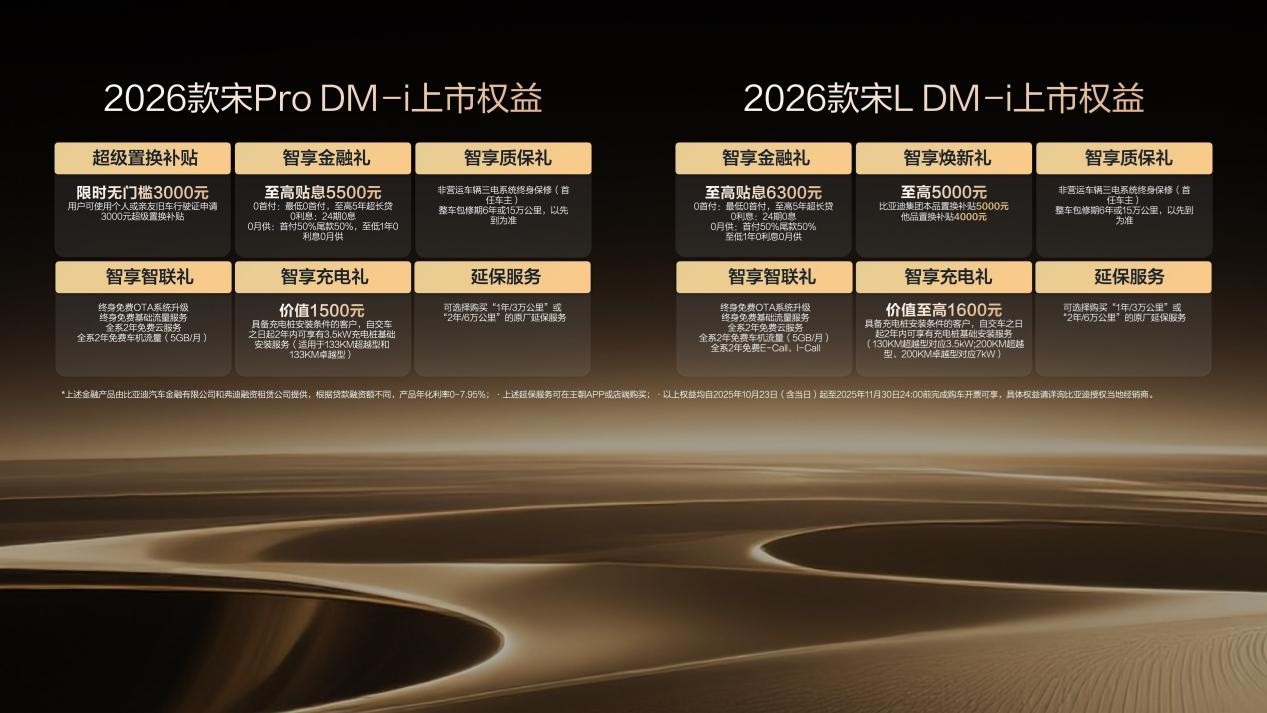 2026款宋Pro DM-i上市权益
超级置换补贴
限时无门槛3000元
用户可使用个人或亲友旧车行驶证申请
3000元超级置换补贴
智享金融礼
至高贴息5500元
0首付：最低0首付，至高5年超长贷
0利息：24期0息
0月供：首付50%尾款50%，至低1年0
利息0月供
智享质保礼
非营运车辆三电系统终身保修（首
任车主）
整车包修期6年或15万公里，以先
到为准
智享智联礼
终身免费OTA系统升级
终身免费基础流量服务
全系2年免费云服务
全系2年免费车机流量（5GB/月）
智享充电礼
价值1500元
具备充电桩安装条件的客户，自交车
之日起2年内可享有3.5kW充电桩基础
安装服务（适用于133KM超越型和
133KM卓越型）
延保服务
可选择购买“1年/3万公里”或
“2年/6万公里”的原厂延保服务
2026款宋L DM-i上市权益
智享金融礼
至高贴息6300元
0首付：最低0首付，至高5年超长贷
0利息：24期0息
0月供：首付50%尾款50%
至低1年0利息0月供
智享焕新礼
至高5000元
比亚迪集团本品置换补贴5000元
他品置换补贴4000元
智享质保礼
非营运车辆三电系统终身保修（首
任车主）
整车包修期6年或15万公里，以先到
为准
智享智联礼
终身免费OTA系统升级
终身免费基础流量服务
全系2年免费云服务
全系2年免费车机流量（5GB/月）
全系2年免费E-Call、I-Call
智享充电礼
价值至高1600元
具备充电桩安装条件的客户，自交车之日
起2年内可享有充电桩基础安装服务
（130KM超越型对应3.5kW;200KM超越
型、200KM卓越型对应7kW）
延保服务
可选择购买“1年/3万公里”或
“2年/6万公里”的原厂延保服务
*上述金融产品由比亚迪汽车金融有限公司和弗迪融资租赁公司提供，根据贷款融资额不同，产品年化利率0-7.95%； ·上述延保服务可在王朝APP或店端购买； ·以上权益均自2025年10月23日（含当日）起至2025年11月30日24:00前完成购车开票可享，具体权益请详询比亚迪授权当地经销商。